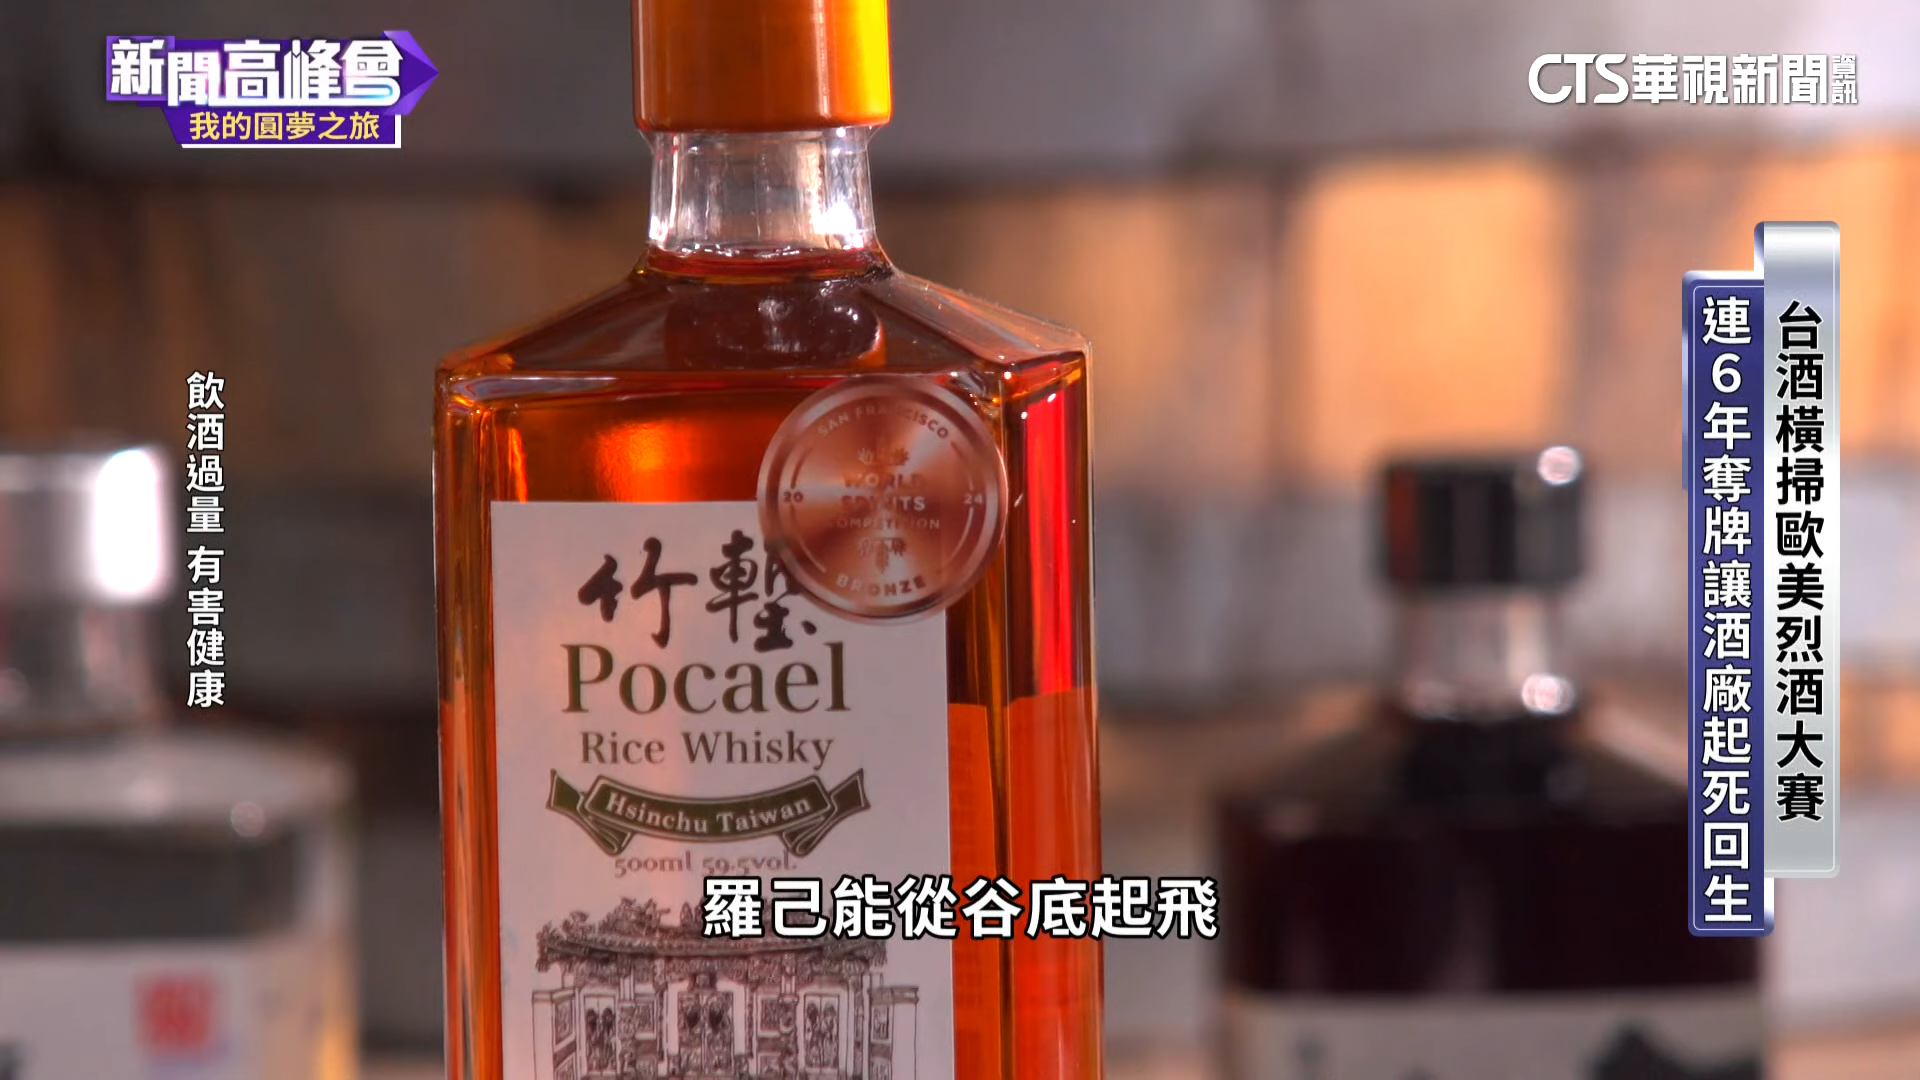 新聞高峰會
我的圓夢之旅
CTS華視新聞資訊
台酒橫掃歐美烈酒大賽
連6年奪牌讓酒廠起死回生
飲酒過量 有害健康
SAN FRANCISCO
20 WORLD 24
SPIRITS
COMPETITION
BRONZE
竹塹
Pocael
Rice Whisky
Hsinchu Taiwan
500ml 59.5vol.
羅己能從谷底起飛